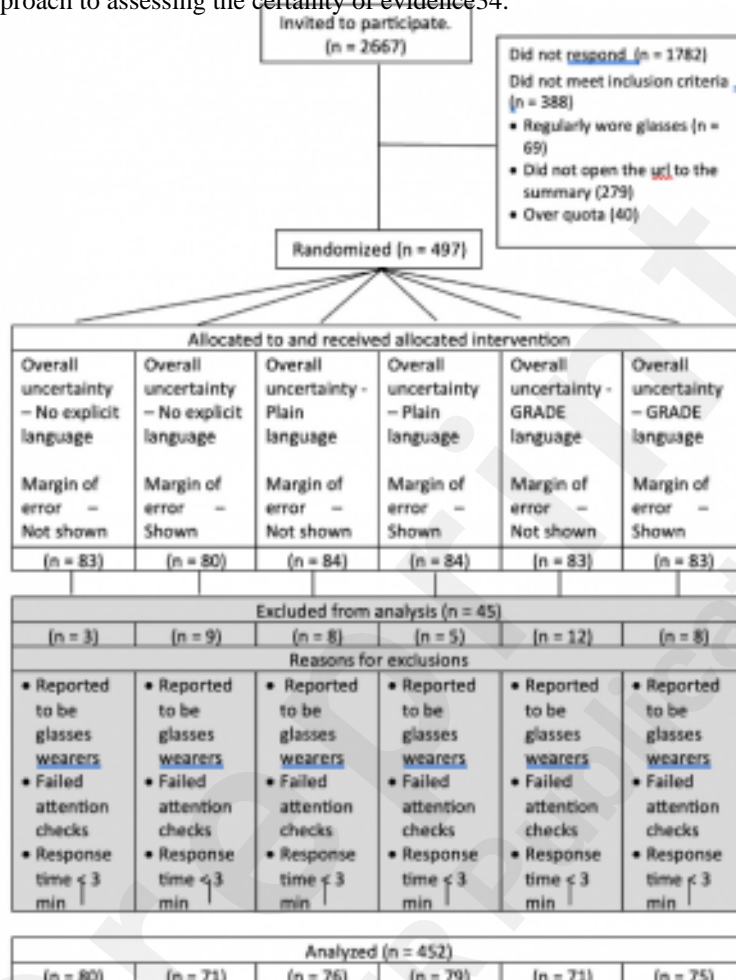 proach to assessing the certainty of evidence34.
Invited to participate.
(n = 2667)
Did not respond (n = 1782)
Did not meet inclusion criteria
(n = 388)
• Regularly wore glasses (n =
69)
• Did not open the url to the
summary (279)
• Over quota (40)
Randomized (n = 497)
Allocated to and received allocated intervention
Overall
uncertainty
– No explicit
language
Margin of
error –
Not shown
(n = 83)
Overall
uncertainty
– No explicit
language
Margin of
error –
Shown
(n = 80)
Overall
uncertainty -
Plain
language
Margin of
error –
Not shown
(n = 84)
Overall
uncertainty
– Plain
language
Margin of
error –
Shown
(n = 84)
Overall
uncertainty -
GRADE
language
Margin of
error –
Not shown
(n = 83)
Overall
uncertainty
– GRADE
language
Margin of
error –
Shown
(n = 83)
Excluded from analysis (n = 45)
(n = 3)
(n = 9)
(n = 8)
(n = 5)
(n = 12)
(n = 8)
Reasons for exclusions
• Reported
to be
glasses
wearers
• Failed
attention
checks
• Response
time < 3
min
• Reported
to be
glasses
wearers
• Failed
attention
checks
• Response
time <3
min
• Reported
to be
glasses
wearers
• Failed
attention
checks
• Response
time < 3
min
• Reported
to be
glasses
wearers
• Failed
attention
checks
• Response
time < 3
min
• Reported
to be
glasses
wearers
• Failed
attention
checks
• Response
time < 3
min
• Reported
to be
glasses
wearers
• Failed
attention
checks
• Response
time < 3
min
Analyzed (n = 452)
(n = 80)
(n = 71)
(n = 76)
(n = 79)
(n = 71)
(n = 75)
reprint